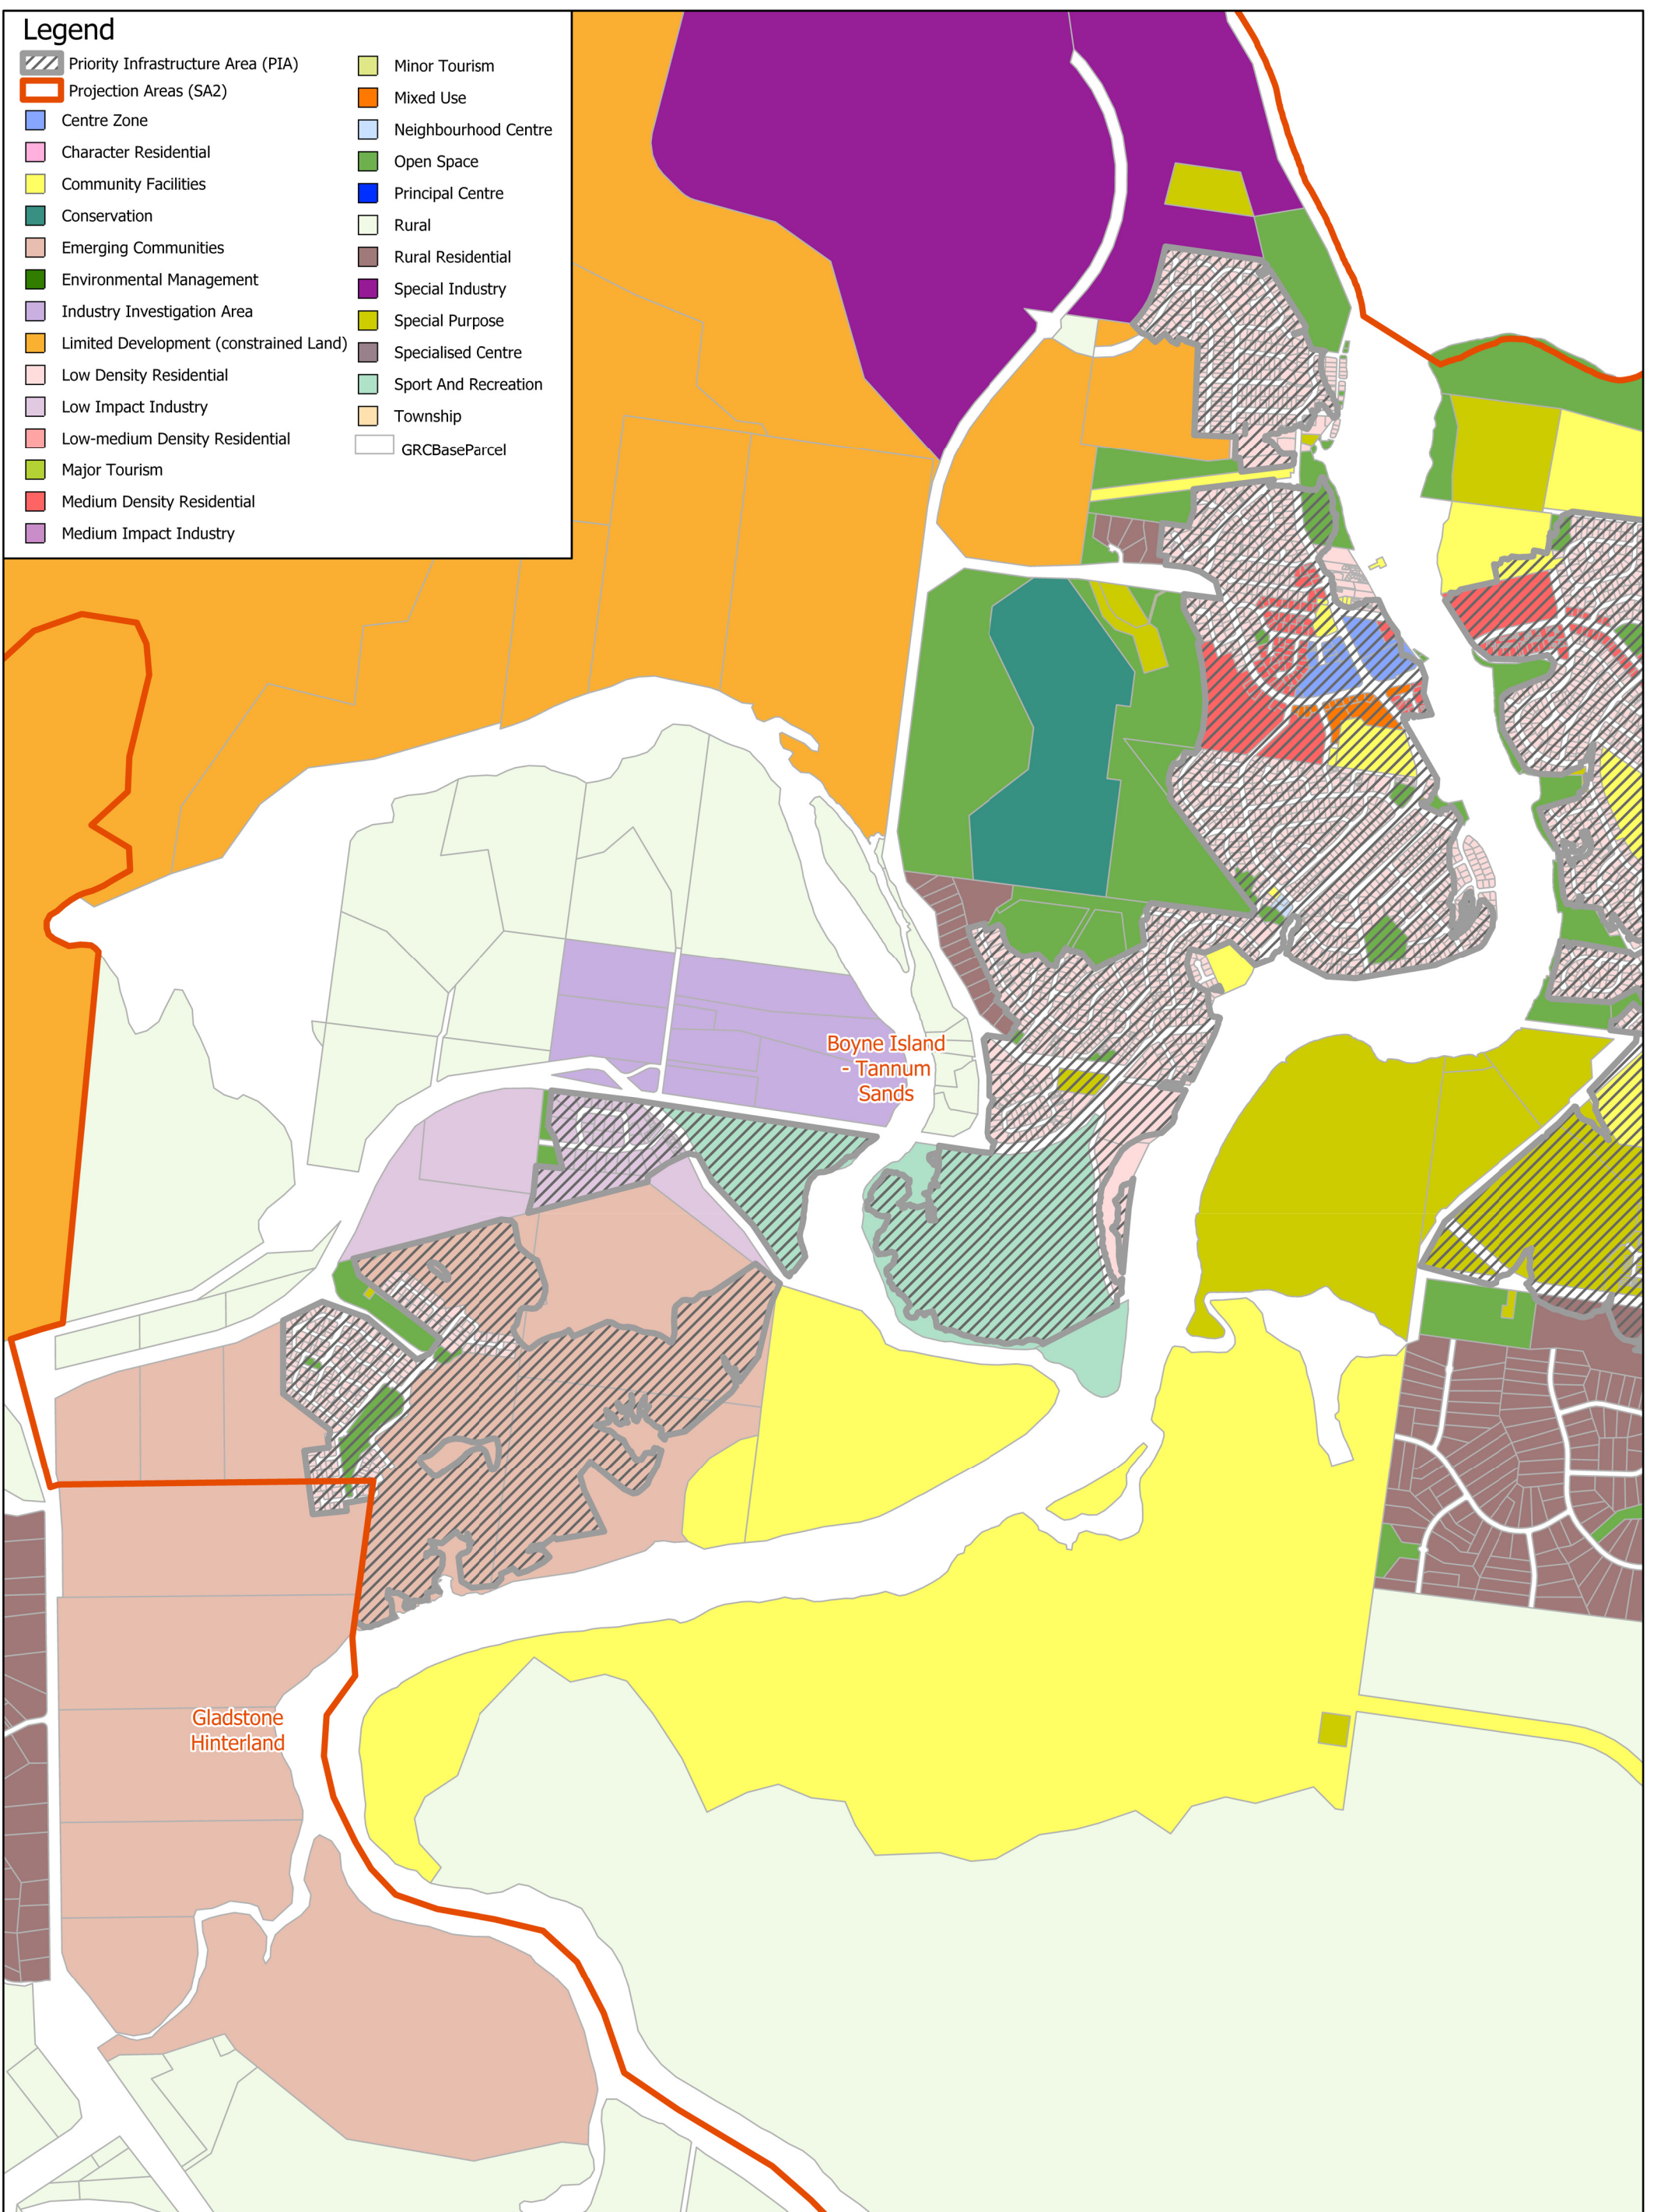 Legend
Priority Infrastructure Area (PIA)
Projection Areas (SA2)
Centre Zone
Character Residential
Community Facilities
Conservation
Emerging Communities
Environmental Management
Industry Investigation Area
Limited Development (constrained Land)
Low Density Residential
Low Impact Industry
Low-medium Density Residential
Major Tourism
Medium Density Residential
Medium Impact Industry
Minor Tourism
Mixed Use
Neighbourhood Centre
Open Space
Principal Centre
Rural
Rural Residential
Special Industry
Special Purpose
Specialised Centre
Sport And Recreation
Township
GRCBaseParcel
Boyne Island
- Tannum
Sands
Gladstone
Hinterland